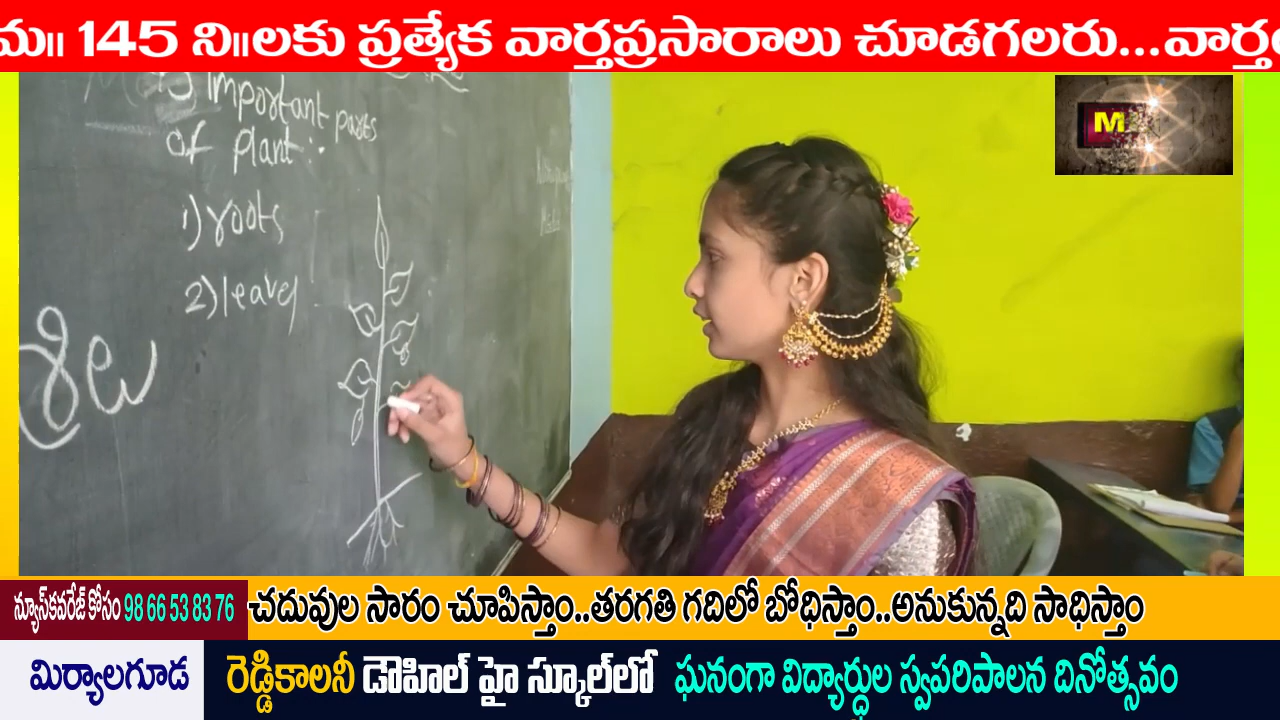 మ॥ 145 ని॥లకు ప్రత్యేక వార్తప్రసారాలు చూడగలరు...వార్త
M
important parts
of plant:.
1) roots
2) leaves
న్యూస్‌కవరేజ్ కోసం 98 66 53 83 76
చదువుల సారం చూపిస్తాం..తరగతి గదిలో బోధిస్తాం..అనుకున్నది సాధిస్తాం
మిర్యాలగూడ
రెడ్డికాలనీ డౌహిల్ హై స్కూల్‌లో ఘనంగా విద్యార్థుల స్వపరిపాలన దినోత్సవం